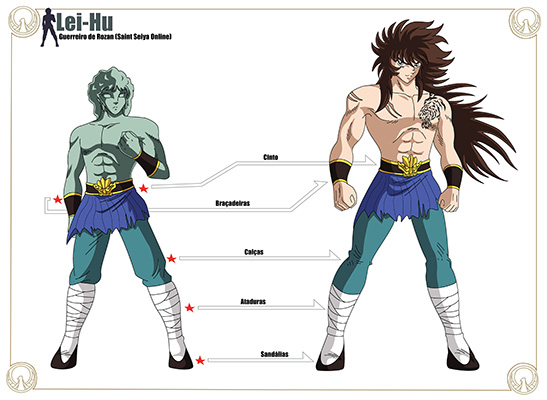 Lei-Hu
Guerreiro de Rozan (Saint Seiya Online)
Cinto
Braçadeiras
Calças
Ataduras
Sandálias